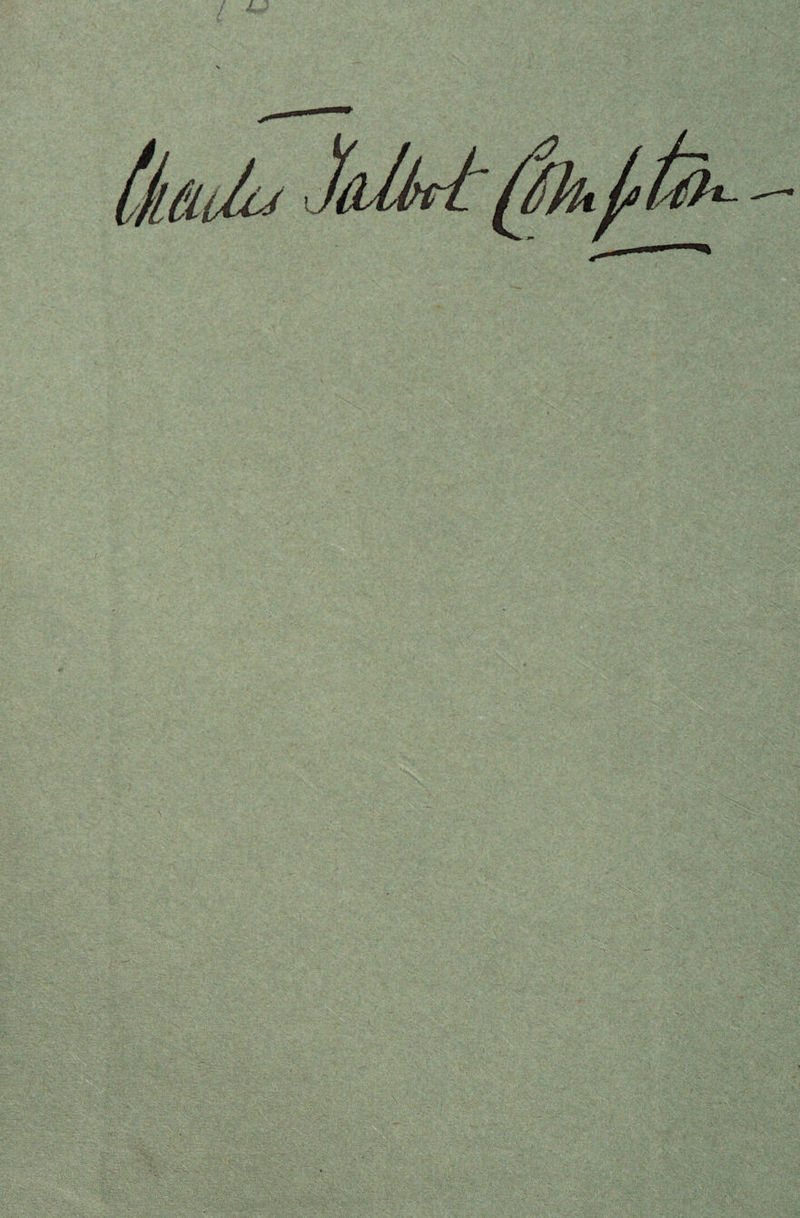 Charles Talbot Compton —